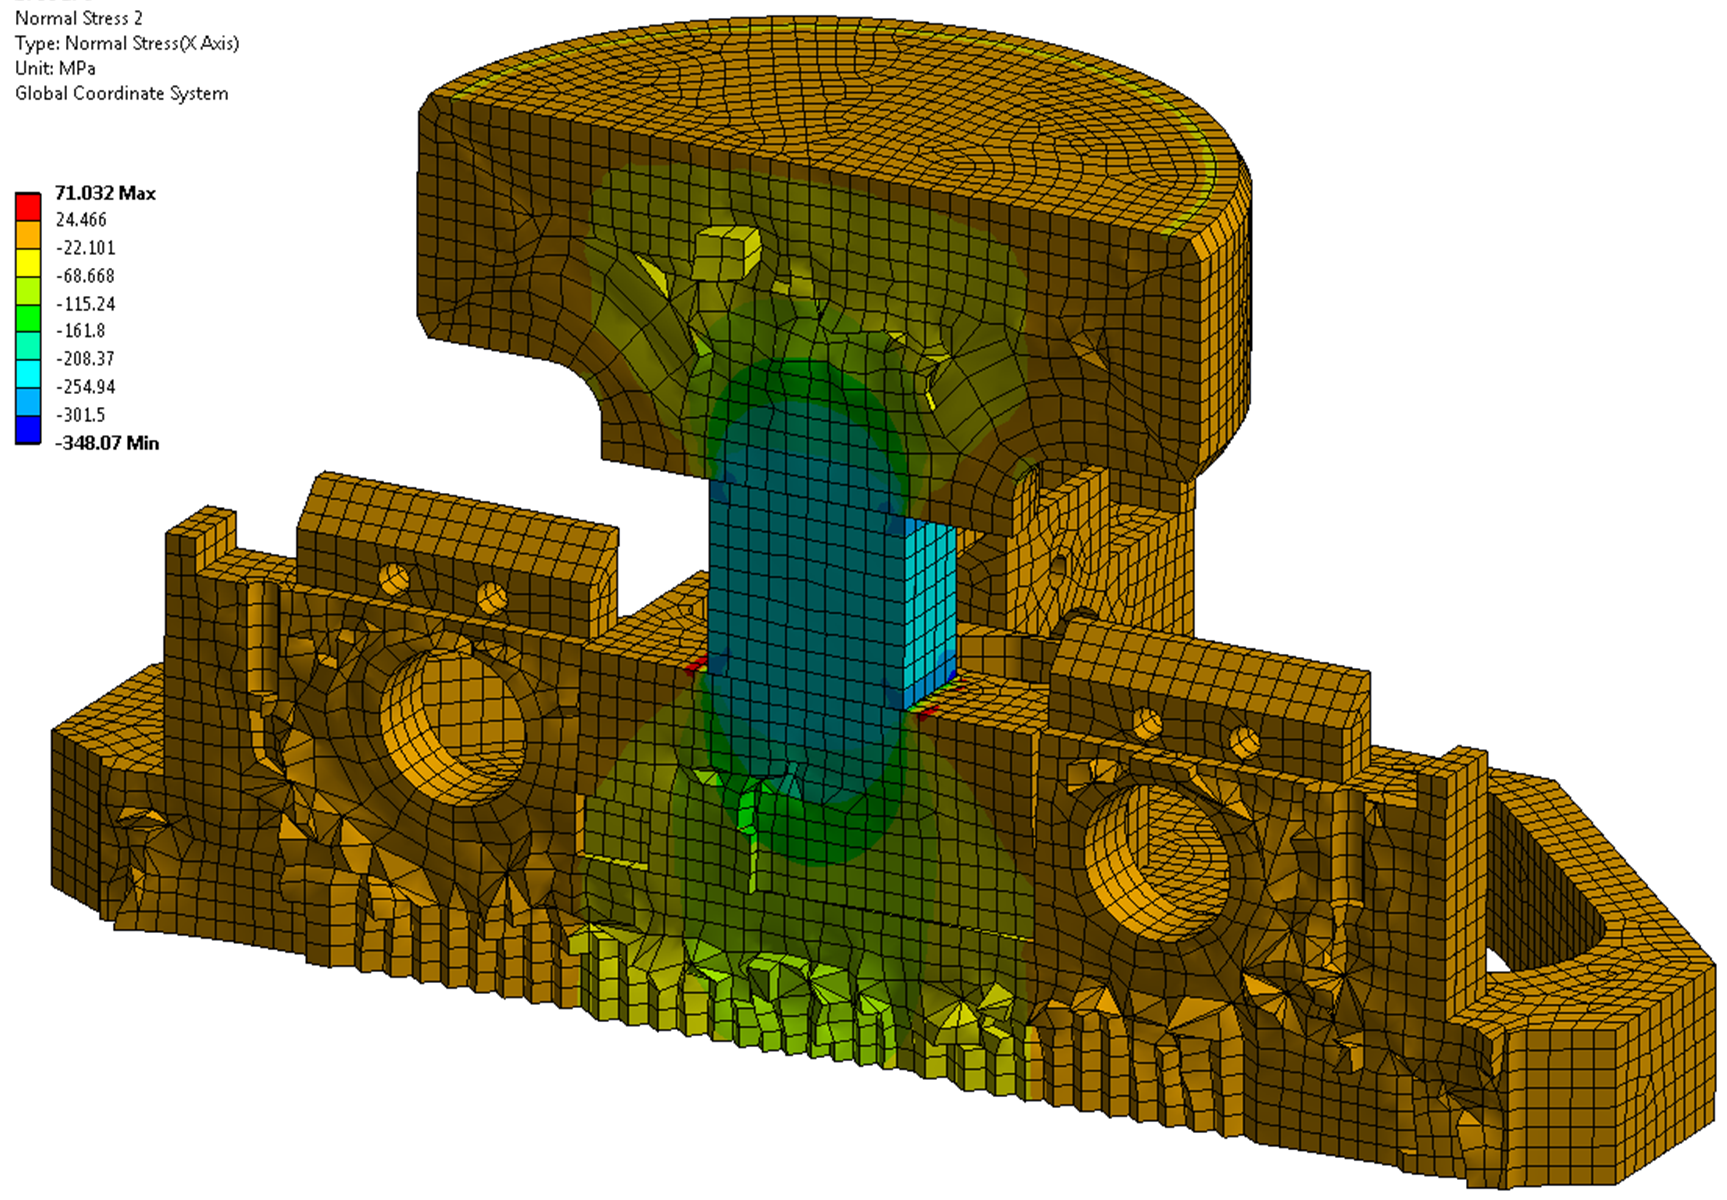 Normal Stress 2
Type: Normal Stress(X Axis)
Unit: MPa
Global Coordinate System
71.032 Max
24.466
-22.101
-68.668
-115.24
-161.8
-208.37
-254.94
-301.5
-348.07 Min